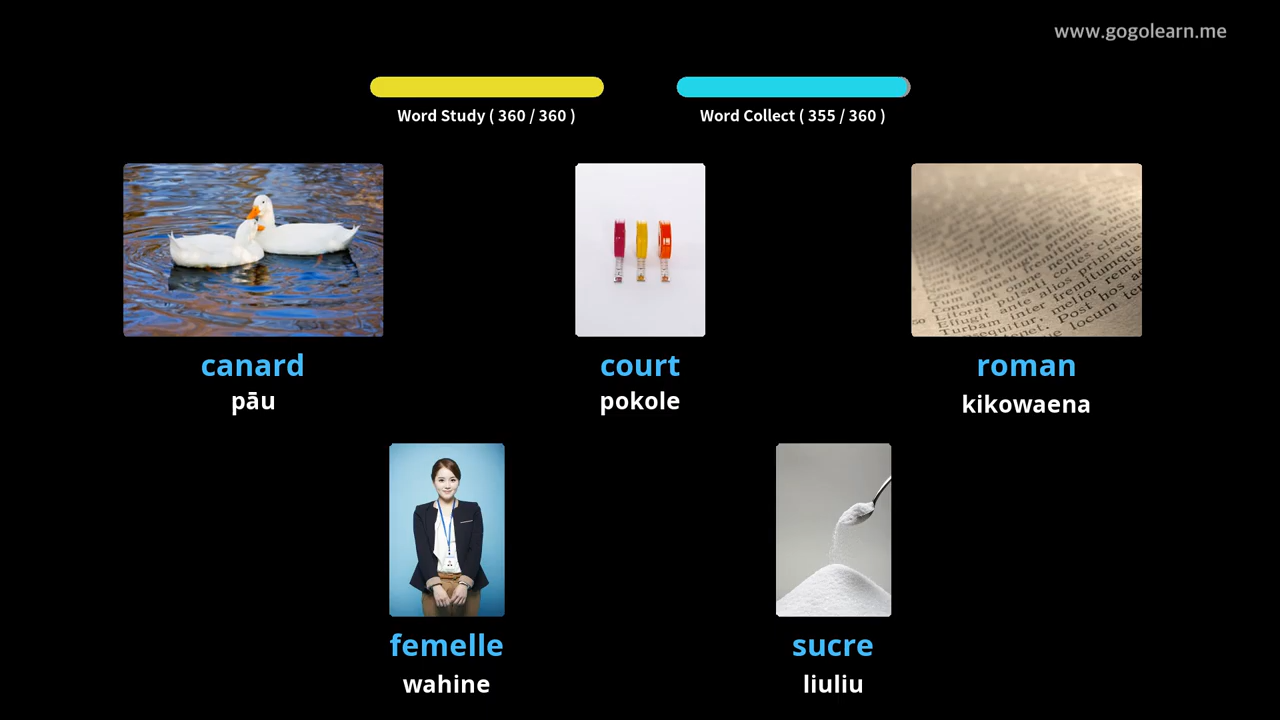 www.gogolearn.me
Word Study ( 360 / 360 )
Word Collect ( 355 / 360 )
canard
pāu
court
pokole
roman
kikowaena
femelle
wahine
sucre
liuliu